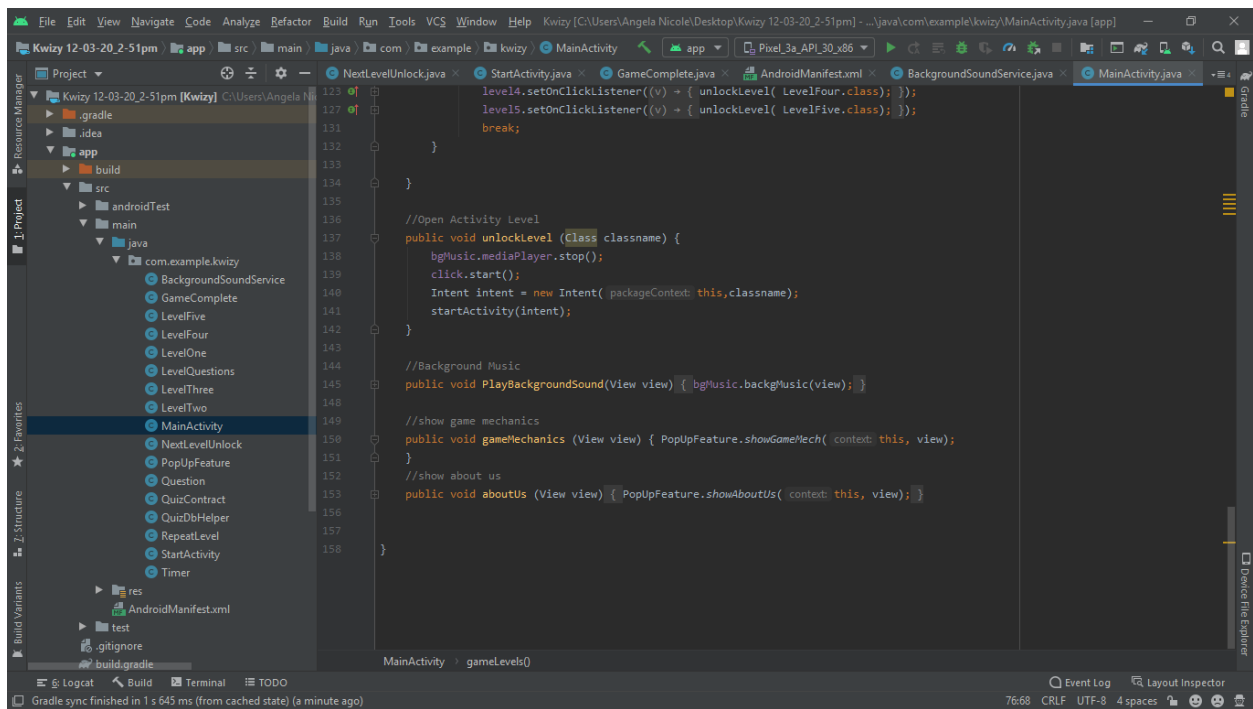 File Edit View Navigate Code Analyze Refactor Build Run Tools VCS Window Help Kwizy [C:\Users\Angela Nicole\Desktop\Kwizy 12-03-20_2-51pm] - ...\java\com\example\kwizy\MainActivity.java [app]
Kwizy 12-03-20_2-51pm app src main java com example kwizy MainActivity app Pixel_3a_API_30_x86
Project NextLevelUnlock.java StartActivity.java GameComplete.java AndroidManifest.xml BackgroundSoundService.java MainActivity.java
Resource Manager
1: Project
2: Favorites
7: Structure
Build Variants
Kwizy 12-03-20_2-51pm [Kwizy] C:\Users\Angela Ni
.gradle
.idea
app
build
src
androidTest
main
java
com.example.kwizy
BackgroundSoundService
GameComplete
LevelFive
LevelFour
LevelOne
LevelQuestions
LevelThree
LevelTwo
MainActivity
NextLevelUnlock
PopUpFeature
Question
QuizContract
QuizDbHelper
RepeatLevel
StartActivity
Timer
res
AndroidManifest.xml
test
.gitignore
build.gradle
123 level4.setOnClickListener((v) → { unlockLevel( LevelFour.class); });
127 level5.setOnClickListener((v) → { unlockLevel( LevelFive.class); });
131 break;
132 }
133
134 }
135
136 //Open Activity Level
137 public void unlockLevel (Class classname) {
138 bgMusic.mediaPlayer.stop();
139 click.start();
140 Intent intent = new Intent( packageContext: this,classname);
141 startActivity(intent);
142 }
143
144 //Background Music
145 public void PlayBackgroundSound(View view) { bgMusic.backgMusic(view); }
148
149 //show game mechanics
150 public void gameMechanics (View view) { PopUpFeature.showGameMech( context: this, view);
151 }
152 //show about us
153 public void aboutUs (View view) { PopUpFeature.showAboutUs( context: this, view); }
156
157
158 }
MainActivity › gameLevels()
Gradle
Device File Explorer
6: Logcat Build Terminal TODO Event Log Layout Inspector
Gradle sync finished in 1 s 645 ms (from cached state) (a minute ago) 76:68 CRLF UTF-8 4 spaces